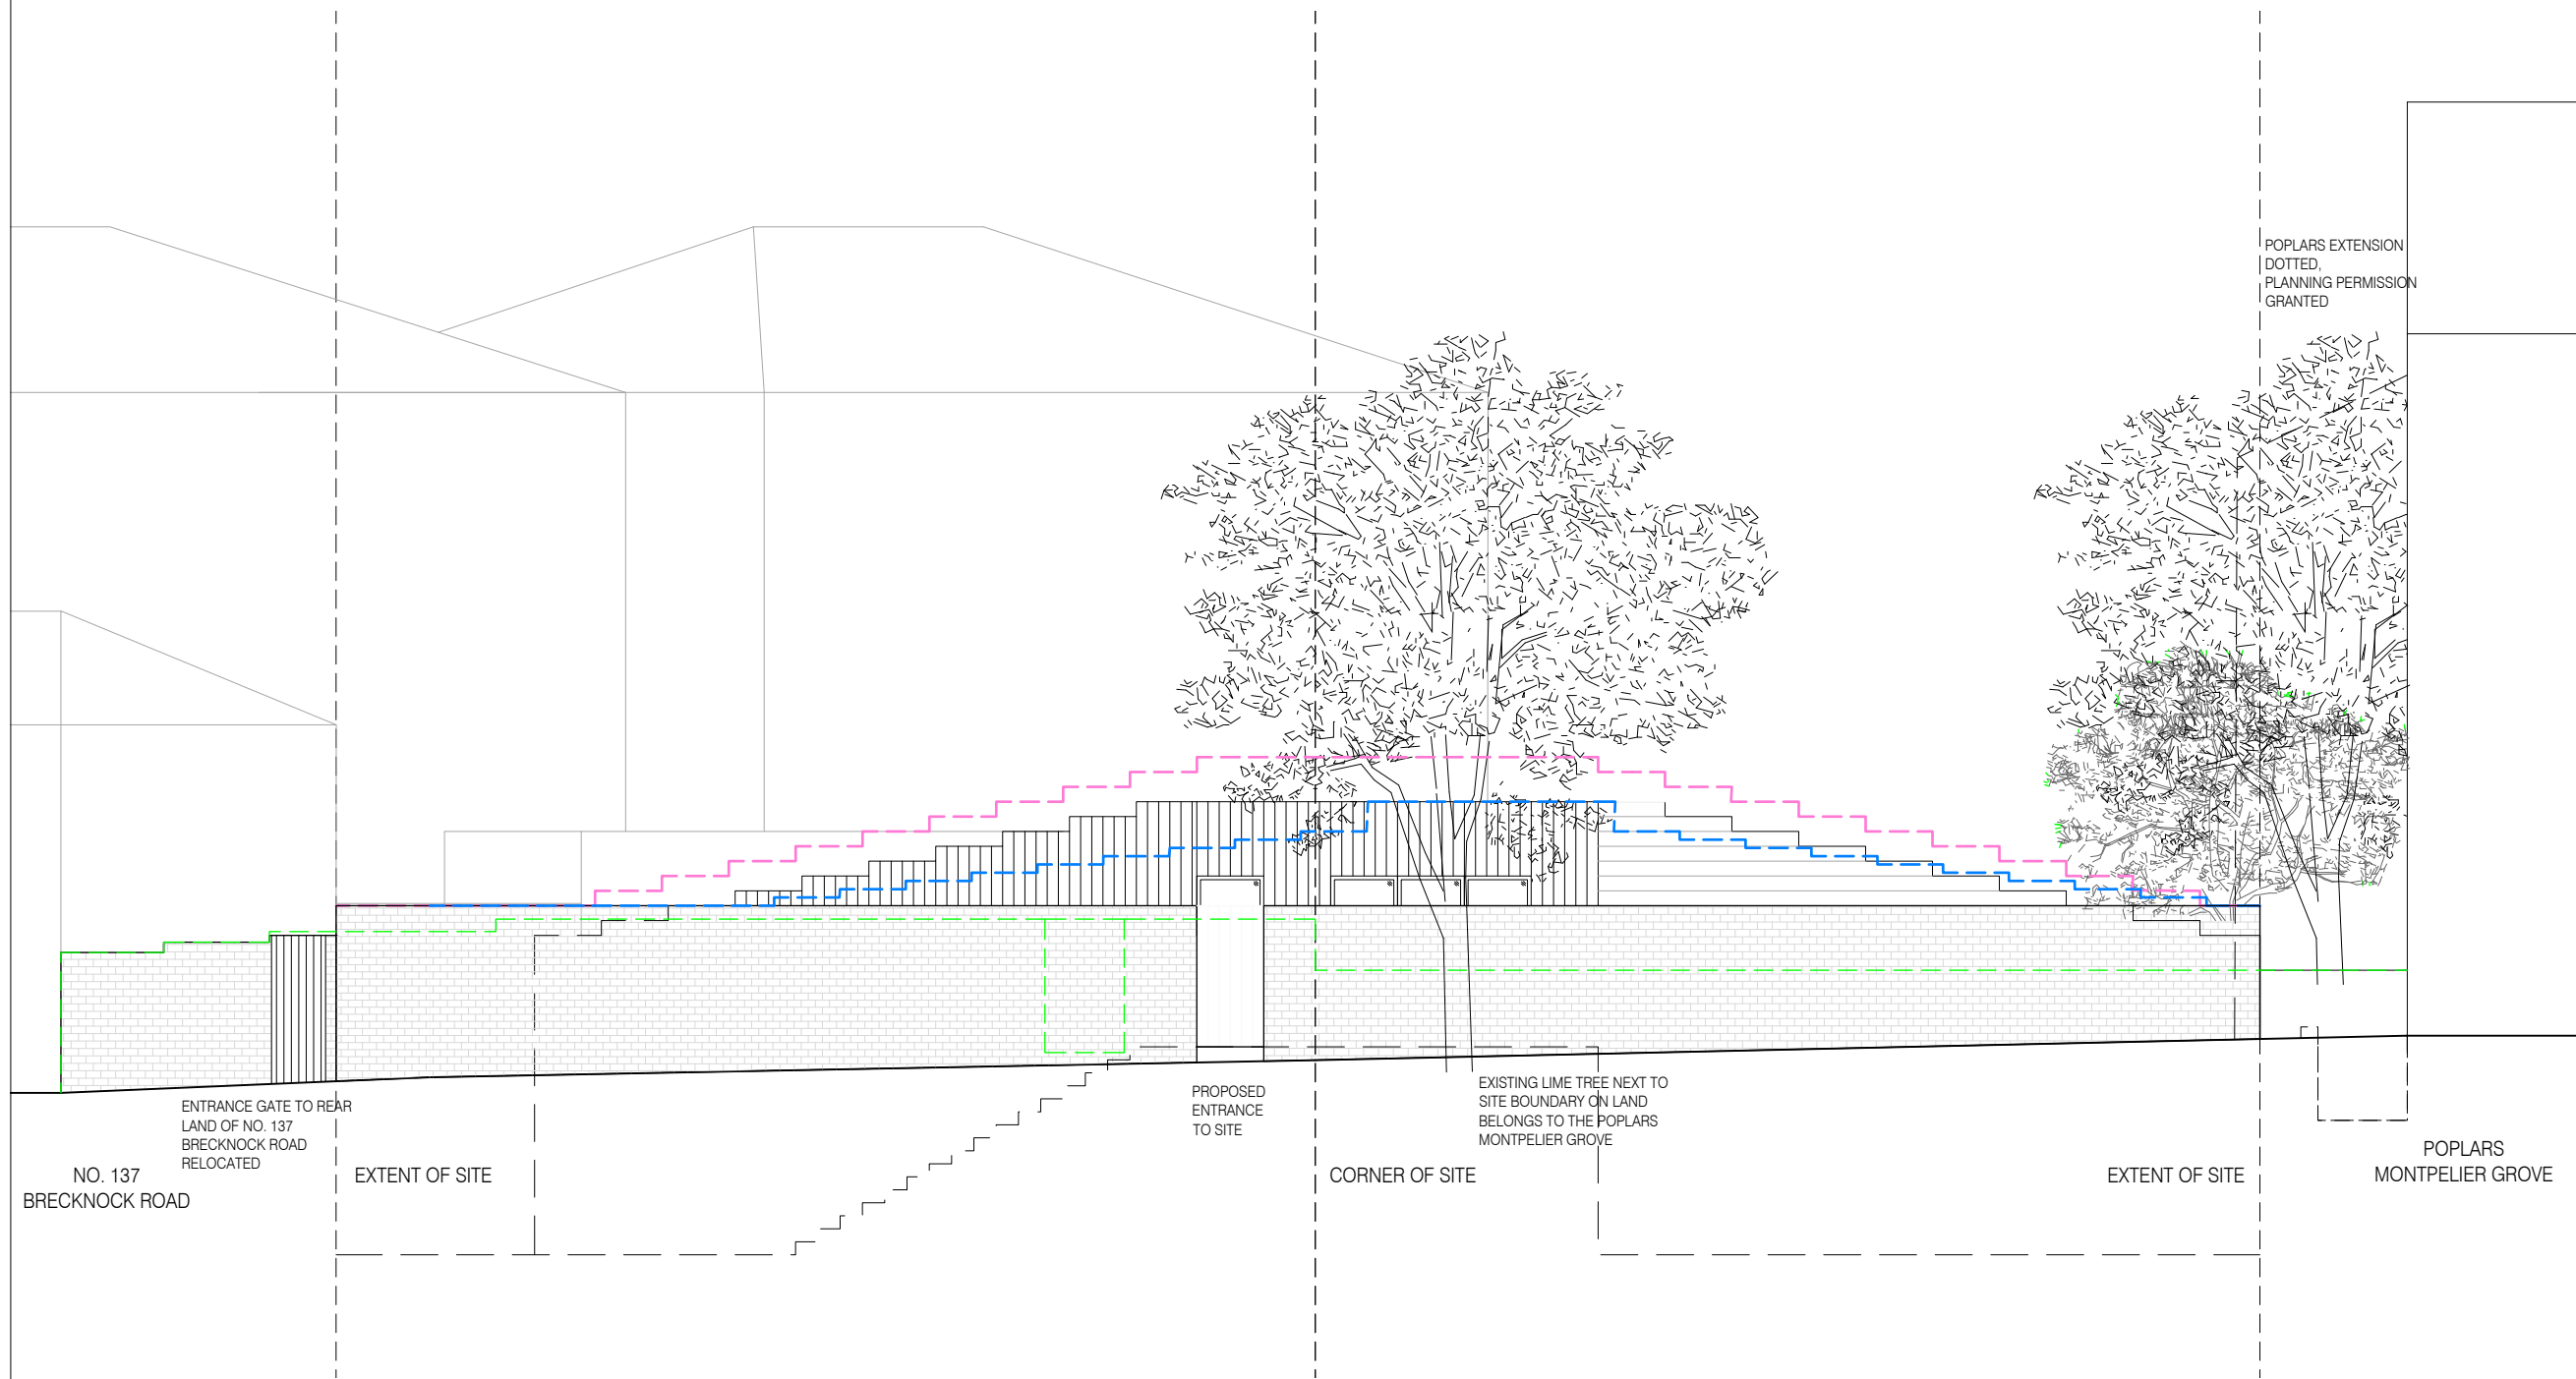 POPLARS EXTENSION
DOTTED,
PLANNING PERMISSION
GRANTED
ENTRANCE GATE TO REAR
LAND OF NO. 137
BRECKNOCK ROAD
RELOCATED
PROPOSED
ENTRANCE
TO SITE
EXISTING LIME TREE NEXT TO
SITE BOUNDARY ON LAND
BELONGS TO THE POPLARS
MONTPELIER GROVE
NO. 137
BRECKNOCK ROAD
EXTENT OF SITE
CORNER OF SITE
EXTENT OF SITE
POPLARS
MONTPELIER GROVE